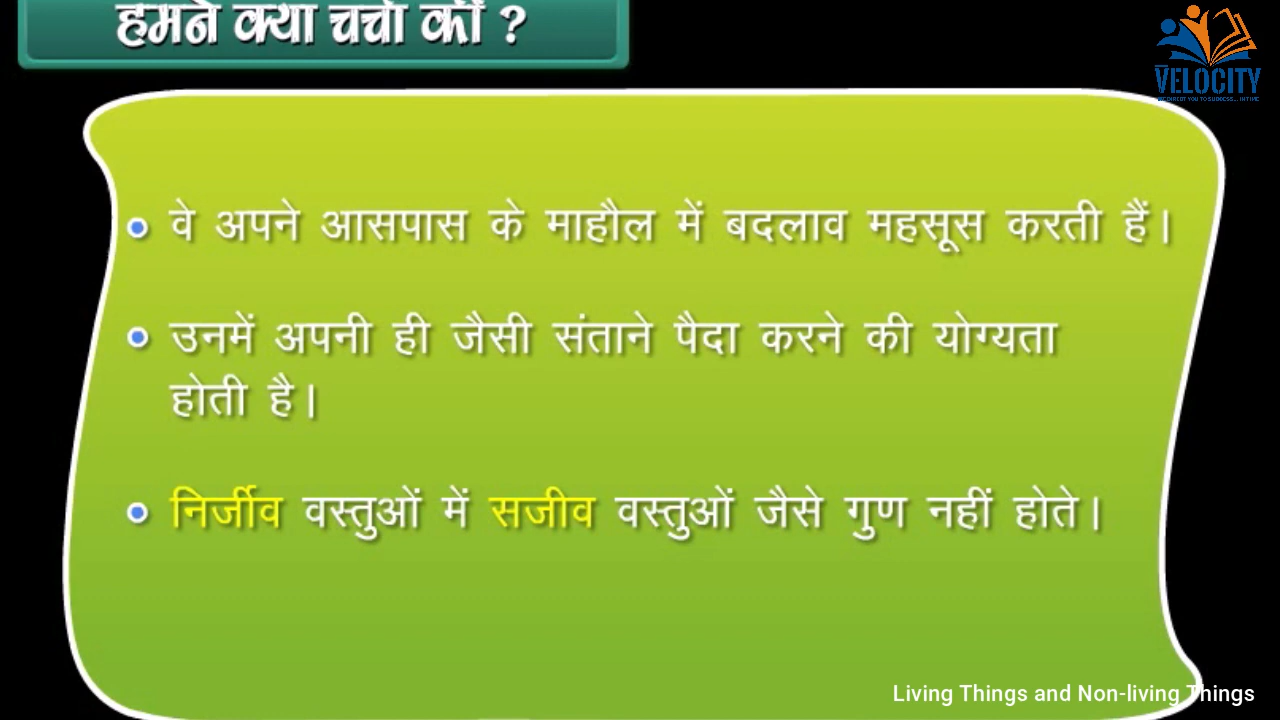 हमने क्या चर्चा की ?
VELOCITY
वे अपने आसपास के माहौल में बदलाव महसूस करती हैं।
उनमें अपनी ही जैसी संताने पैदा करने की योग्यता
होती है।
निर्जीव वस्तुओं में सजीव वस्तुओं जैसे गुण नहीं होते।
Living Things and Non-living Things